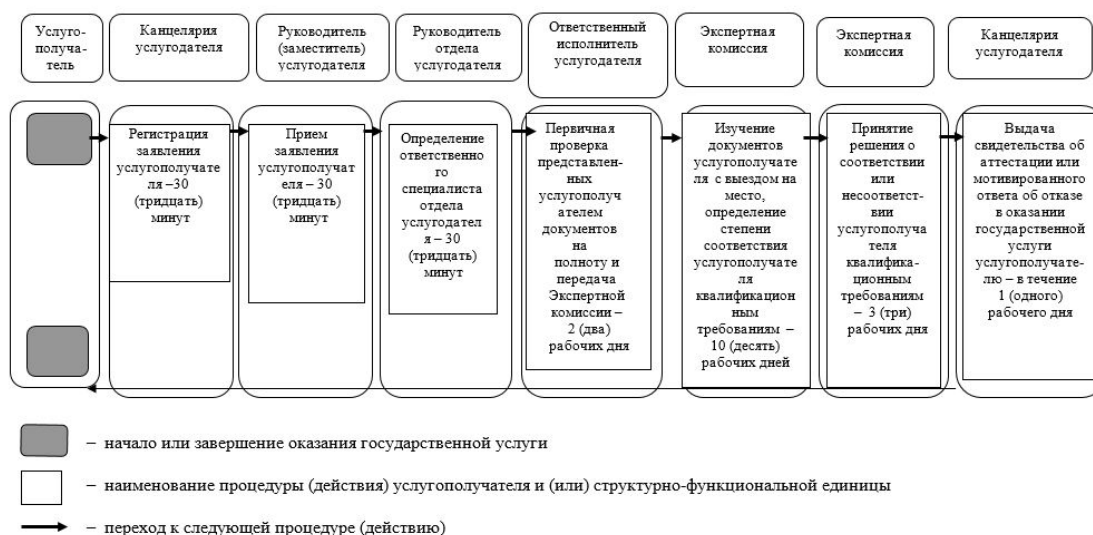 Услуго-
получа-
тель
Канцелярия
услугодателя
Руководитель
(заместитель)
услугодателя
Руководитель
отдела
услугодателя
Ответственный
исполнитель
услугодателя
Экспертная
комиссия
Экспертная
комиссия
Канцелярия
услугодателя
Регистрация
заявления
услугополучате
ля –30
(тридцать)
минут
Прием
заявления
услугополучат
еля – 30
(тридцать)
минут
Определение
ответственно
го
специалиста
отдела
услугодател
я – 30
(тридцать)
минут
Первичная
проверка
представлен-
ных
услугополуч
ателем
документов
на
полноту и
передача
Экспертной
комиссии –
2 (два)
рабочих дня
Изучение
документов
услугополучате
ля с выездом на
место,
определение
степени
соответствия
услугополучате
ля
квалификацион
ным
требованиям –
10 (десять)
рабочих дней
Принятие
решения о
соответствии
или
несоответст-
вии
услугополуча
теля
квалифика-
ционным
требованиям
– 3 (три)
рабочих дня
Выдача
свидетельства об
аттестации или
мотивированного
ответа об отказе
в оказании
государственной
услуги
услугополучате-
лю – в течение
1 (одного)
рабочего дня
– начало или завершение оказания государственной услуги
– наименование процедуры (действия) услугополучателя и (или) структурно-функциональной единицы
– переход к следующей процедуре (действию)